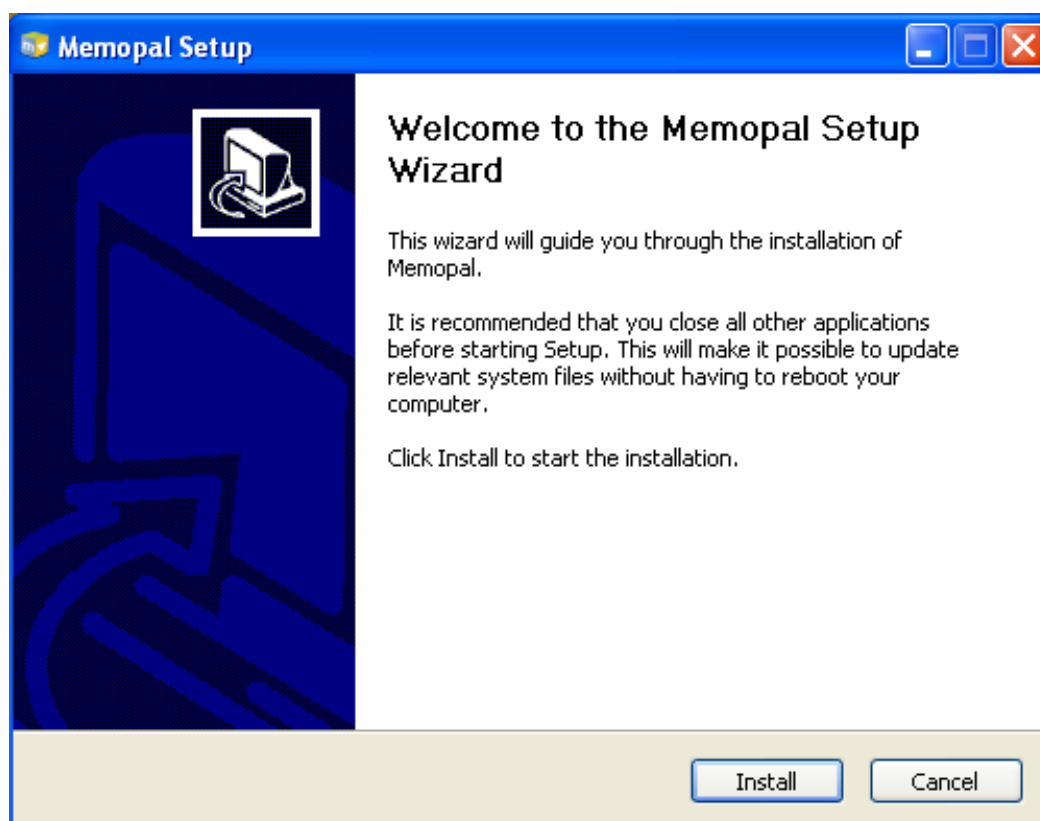 Memopal Setup
Welcome to the Memopal Setup
Wizard
This wizard will guide you through the installation of
Memopal.
It is recommended that you close all other applications
before starting Setup. This will make it possible to update
relevant system files without having to reboot your
computer.
Click Install to start the installation.
Install Cancel